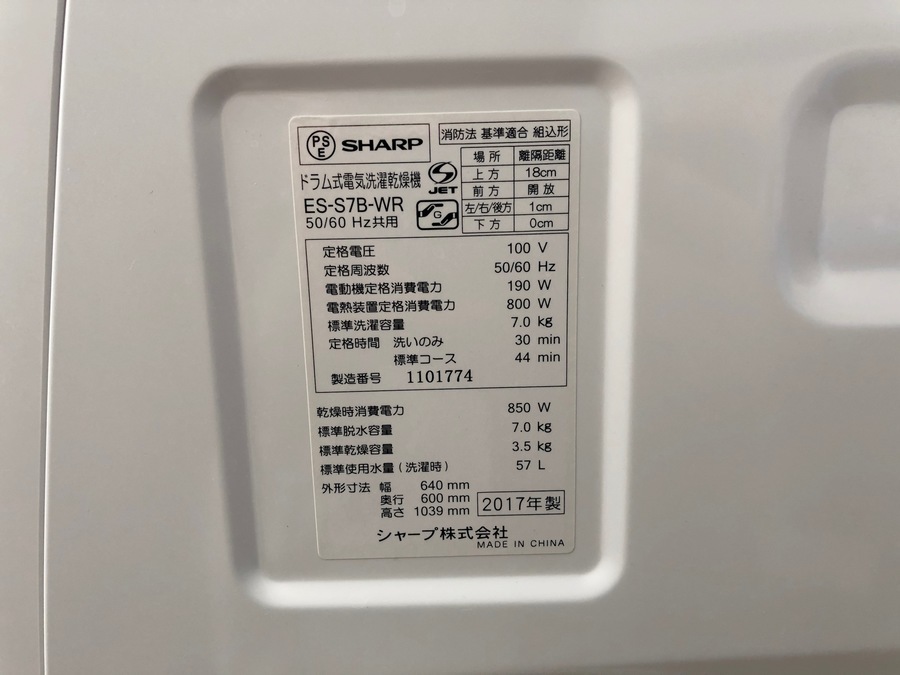 PSE SHARP
消防法 基準適合 組込形
場所 離隔距離
上方 18cm
前方 開放
左/右/後方 1cm
下方 0cm
ドラム式電気洗濯乾燥機
S JET
ES-S7B-WR
G
50/60 Hz共用
定格電圧 100 V
定格周波数 50/60 Hz
電動機定格消費電力 190 W
電熱装置定格消費電力 800 W
標準洗濯容量 7.0 kg
定格時間 洗いのみ 30 min
標準コース 44 min
製造番号 1101774
乾燥時消費電力 850 W
標準脱水容量 7.0 kg
標準乾燥容量 3.5 kg
標準使用水量(洗濯時) 57 L
外形寸法 幅 640 mm
奥行 600 mm
高さ 1039 mm
2017年製
シャープ株式会社
MADE IN CHINA